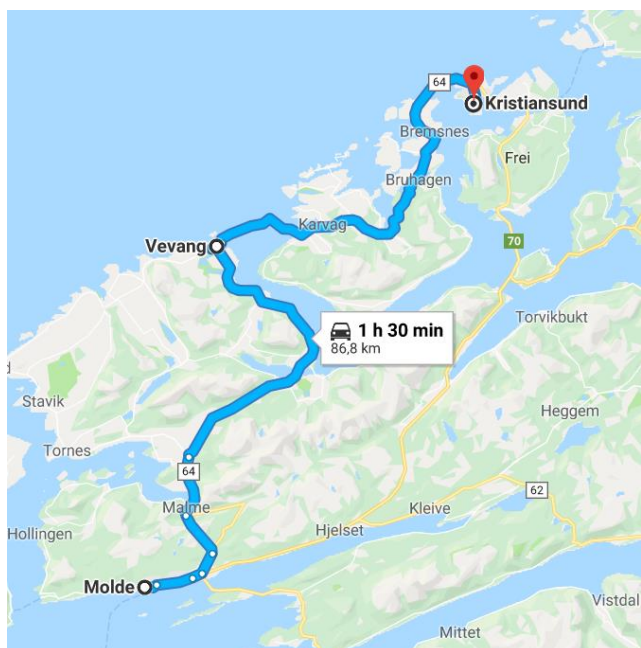 64
Kristiansund
Bremsnes
Frei
Bruhagen
Karvåg
Vevang
70
1 h 30 min
86,8 km
Torvikbukt
Stavik
Heggem
Tornes
64
62
Malme
Kleive
Hjelset
Hollingen
Molde
Vistdal
Mittet